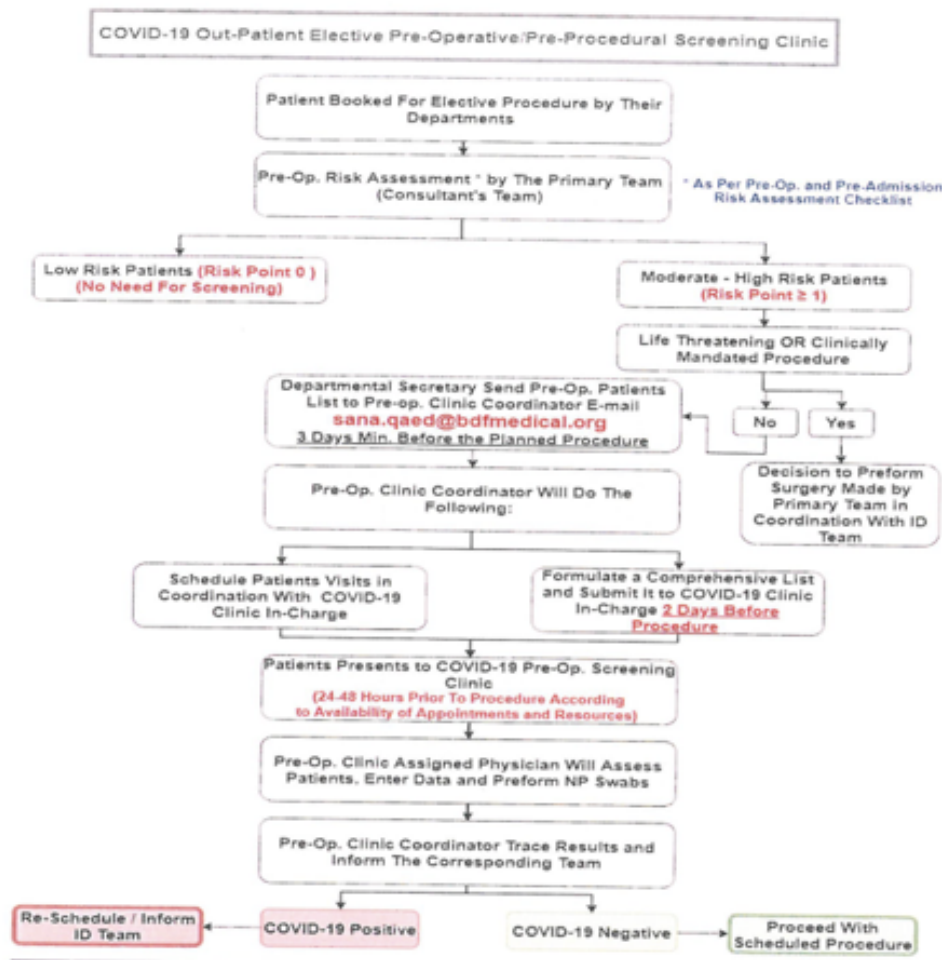 COVID-19 Out-Patient Elective Pre-Operative/Pre-Procedural Screening Clinic
Patient Booked For Elective Procedure by Their
Departments
Pre-Op. Risk Assessment * by The Primary Team
(Consultant's Team)
* As Per Pre-Op. and Pre-Admission
Risk Assessment Checklist
Low Risk Patients (Risk Point 0 )
(No Need For Screening)
Moderate - High Risk Patients
(Risk Point ≥ 1)
Life Threatening OR Clinically
Mandated Procedure
Departmental Secretary Send Pre-Op. Patients
List to Pre-op. Clinic Coordinator E-mail
sana.qaed@bdfmedical.org
3 Days Min. Before the Planned Procedure
No
Yes
Decision to Preform
Surgery Made by
Primary Team in
Coordination With ID
Team
Pre-Op. Clinic Coordinator Will Do The
Following:
Schedule Patients Visits in
Coordination With COVID-19
Clinic In-Charge
Formulate a Comprehensive List
and Submit It to COVID-19 Clinic
In-Charge 2 Days Before
Procedure
Patients Presents to COVID-19 Pre-Op. Screening
Clinic
(24-48 Hours Prior To Procedure According
to Availability of Appointments and Resources)
Pre-Op. Clinic Assigned Physician Will Assess
Patients, Enter Data and Preform NP Swabs
Pre-Op. Clinic Coordinator Trace Results and
Inform The Corresponding Team
Re-Schedule / Inform
ID Team
COVID-19 Positive
COVID-19 Negative
Proceed With
Scheduled Procedure